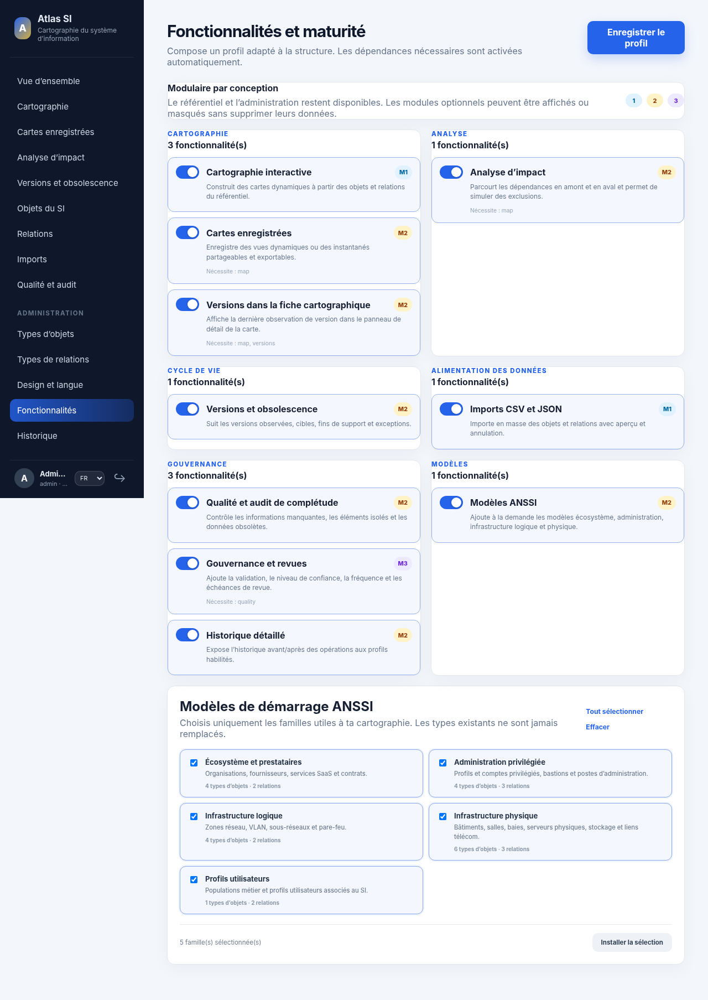 A
Atlas SI
Cartographie du système
d’information
Vue d’ensemble
Cartographie
Cartes enregistrées
Analyse d’impact
Versions et obsolescence
Objets du SI
Relations
Imports
Qualité et audit
ADMINISTRATION
Types d’objets
Types de relations
Design et langue
Fonctionnalités
Historique
A
Admi...
admin · ...
FR
Fonctionnalités et maturité
Compose un profil adapté à la structure. Les dépendances nécessaires sont activées
automatiquement.
Enregistrer le
profil
Modulaire par conception
Le référentiel et l’administration restent disponibles. Les modules optionnels peuvent être affichés ou
masqués sans supprimer leurs données.
1 2 3
CARTOGRAPHIE
3 fonctionnalité(s)
Cartographie interactive M1
Construit des cartes dynamiques à partir des objets et relations
du référentiel.
Cartes enregistrées M2
Enregistre des vues dynamiques ou des instantanés
partageables et exportables.
Nécessite : map
Versions dans la fiche cartographique M2
Affiche la dernière observation de version dans le panneau de
détail de la carte.
Nécessite : map, versions
ANALYSE
1 fonctionnalité(s)
Analyse d’impact M2
Parcourt les dépendances en amont et en aval et permet de
simuler des exclusions.
Nécessite : map
CYCLE DE VIE
1 fonctionnalité(s)
Versions et obsolescence M2
Suit les versions observées, cibles, fins de support et exceptions.
ALIMENTATION DES DONNÉES
1 fonctionnalité(s)
Imports CSV et JSON M1
Importe en masse des objets et relations avec aperçu et
annulation.
GOUVERNANCE
3 fonctionnalité(s)
Qualité et audit de complétude M2
Contrôle les informations manquantes, les éléments isolés et les
données obsolètes.
Gouvernance et revues M3
Ajoute la validation, le niveau de confiance, la fréquence et les
échéances de revue.
Nécessite : quality
Historique détaillé M2
Expose l’historique avant/après des opérations aux profils
habilités.
MODÈLES
1 fonctionnalité(s)
Modèles ANSSI M2
Ajoute à la demande les modèles écosystème, administration,
infrastructure logique et physique.
Modèles de démarrage ANSSI
Choisis uniquement les familles utiles à ta cartographie. Les types existants ne sont jamais
remplacés.
Tout sélectionner
Effacer
Écosystème et prestataires
Organisations, fournisseurs, services SaaS et contrats.
4 types d’objets · 2 relations
Administration privilégiée
Profils et comptes privilégiés, bastions et postes d’administration.
4 types d’objets · 3 relations
Infrastructure logique
Zones réseau, VLAN, sous-réseaux et pare-feu.
4 types d’objets · 2 relations
Infrastructure physique
Bâtiments, salles, baies, serveurs physiques, stockage et liens
télécom.
6 types d’objets · 3 relations
Profils utilisateurs
Populations métier et profils utilisateurs associés au SI.
1 types d’objets · 2 relations
5 famille(s) sélectionnée(s)
Installer la sélection